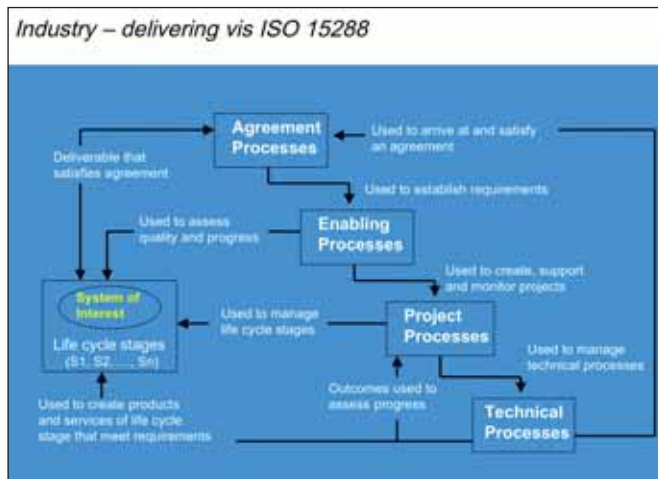 Industry – delivering vis ISO 15288
Agreement
Processes
Used to arrive at and satisfy
an agreement
Deliverable that
satisfies agreement
Used to establish requirements
Used to assess
quality and progress
Enabling
Processes
Used to create, support
and monitor projects
System of
Interest
Life cycle stages
(S1, S2,...., Sn)
Used to manage
life cycle stages
Project
Processes
Used to manage
technical processes
Outcomes used to
assess progress
Used to create products
and services of life cycle
stage that meet requirements
Technical
Processes